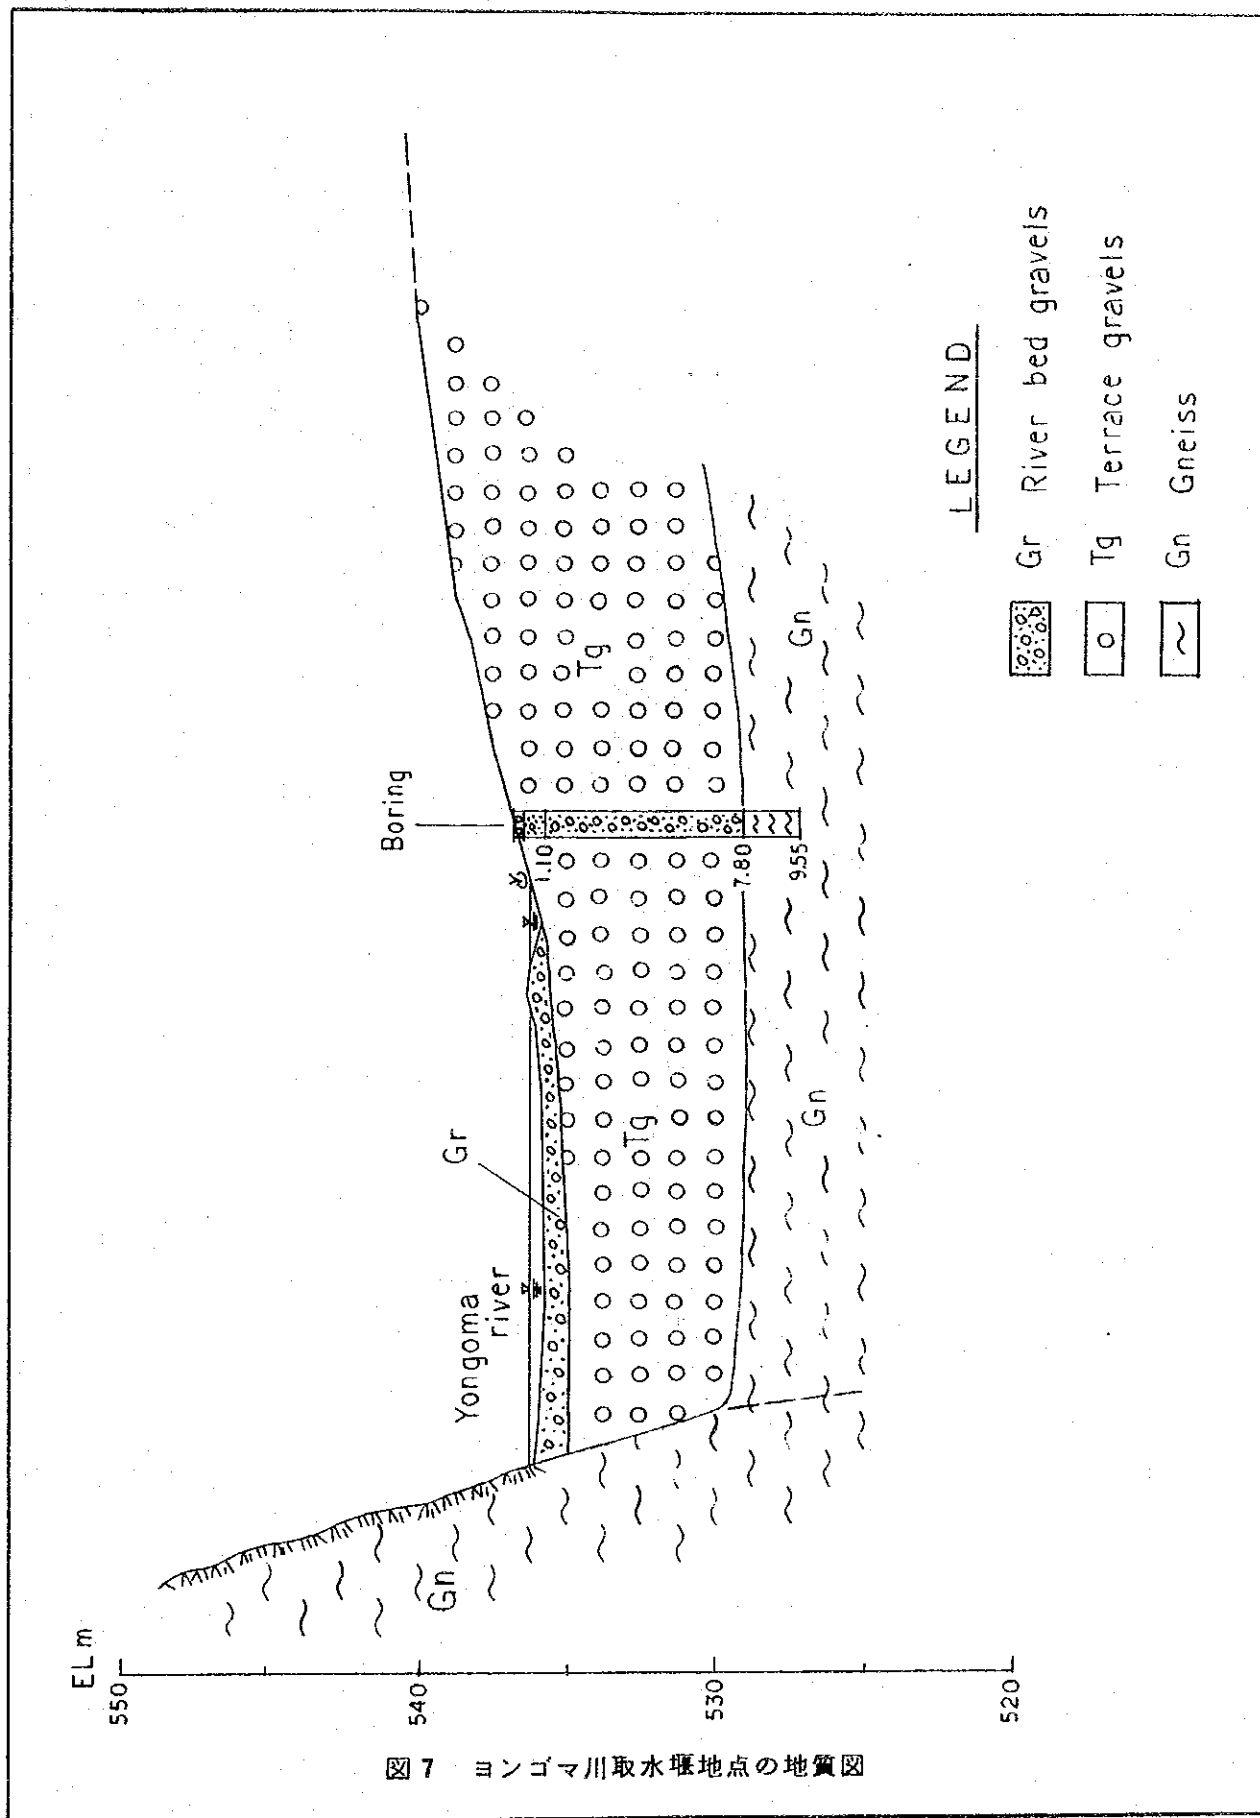 EL m
550
540
530
520
Yongoma
river
Gr
Boring
1.10
7.80
9.55
Tg
Tg
Gn
Gn
Gn
LEGEND
Gr River bed gravels
Tg Terrace gravels
Gn Gneiss
図7 ヨンゴマ川取水堰地点の地質図